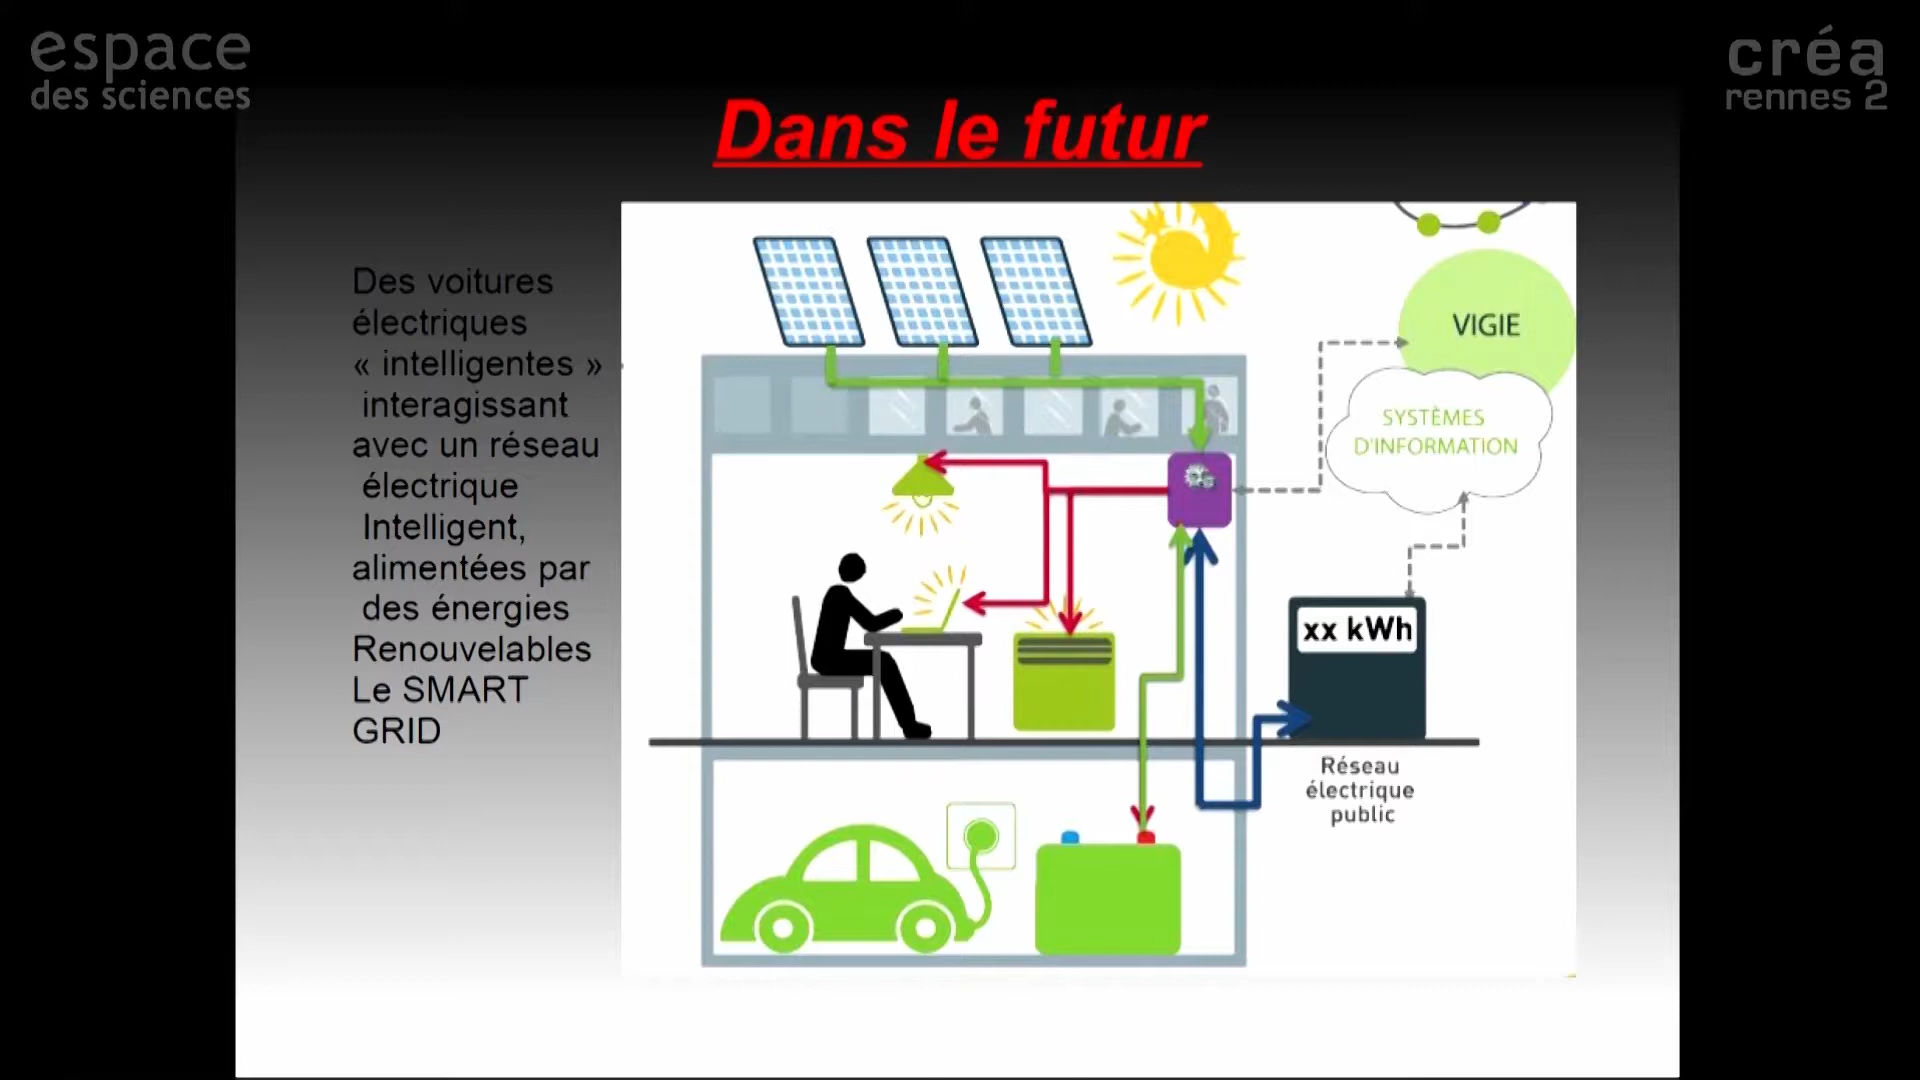 espace
des sciences
créa
rennes 2
Dans le futur
Des voitures
électriques
« intelligentes »
interagissant
avec un réseau
électrique
Intelligent,
alimentées par
des énergies
Renouvelables
Le SMART
GRID
VIGIE
SYSTÈMES
D'INFORMATION
xx kWh
Réseau
électrique
public